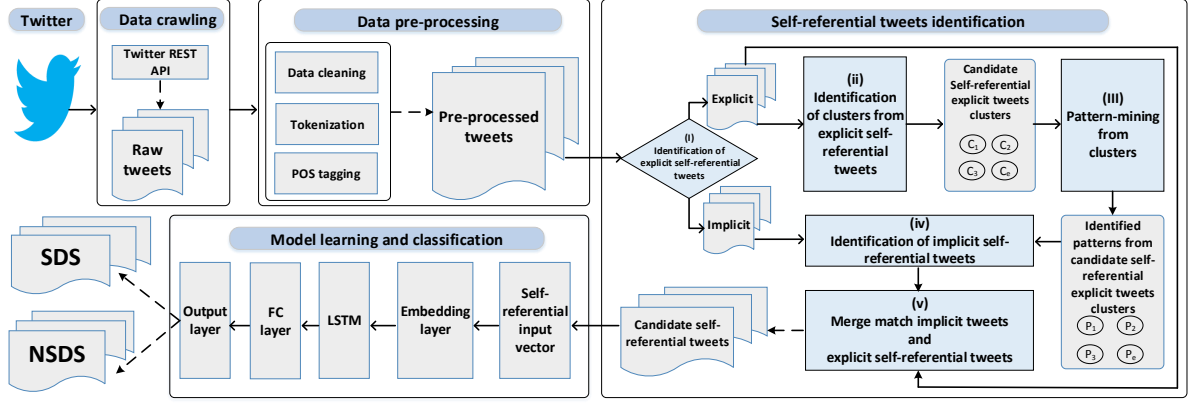 Twitter
Data crawling
Twitter REST
API
Raw
tweets
Data pre-processing
Data cleaning
Tokenization
POS tagging
Pre-processed
tweets
Self-referential tweets identification
(I)
Identification of
explicit self-referential
tweets
Explicit
Implicit
(ii)
Identification
of clusters from
explicit self-
referential
tweets
Candidate
Self-referential
explicit tweets
clusters
C1 C2
C3 Ce
(III)
Pattern-mining
from
clusters
Identified
patterns from
candidate self-
referential
explicit tweets
clusters
P1 P2
P3 Pe
(iv)
Identification of implicit self-
referential tweets
(v)
Merge match implicit tweets
and
explicit self-referential tweets
Candidate self-
referential tweets
Model learning and classification
Self-
referential
input
vector
Embedding
layer
LSTM
FC
layer
Output
layer
SDS
NSDS